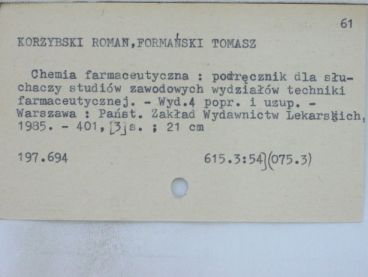 61
KORZYBSKI ROMAN,FORMAŃSKI TOMASZ
Chemia farmaceutyczna : podręcznik dla słu-
chaczy studiów zawodowych wydziałów techniki
farmaceutycznej. - Wyd.4 popr. i uzup. -
Warszawa : Państ. Zakład Wydawnictw Lekarskich,
1985. - 401,[3]s. ; 21 cm
197.694 615.3:54](075.3)